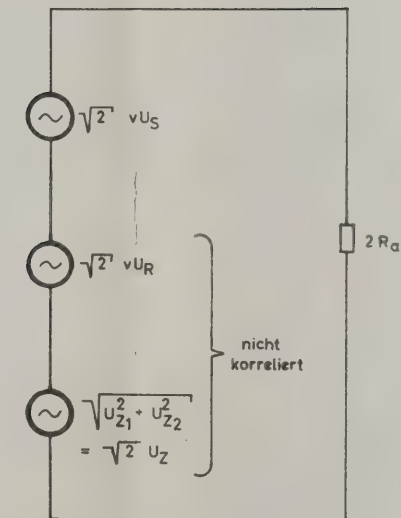 √2 vU_S
√2 vU_R
2 R_a
nicht
korreliert
√(U_Z₁² + U_Z₂²)
= √2 U_Z